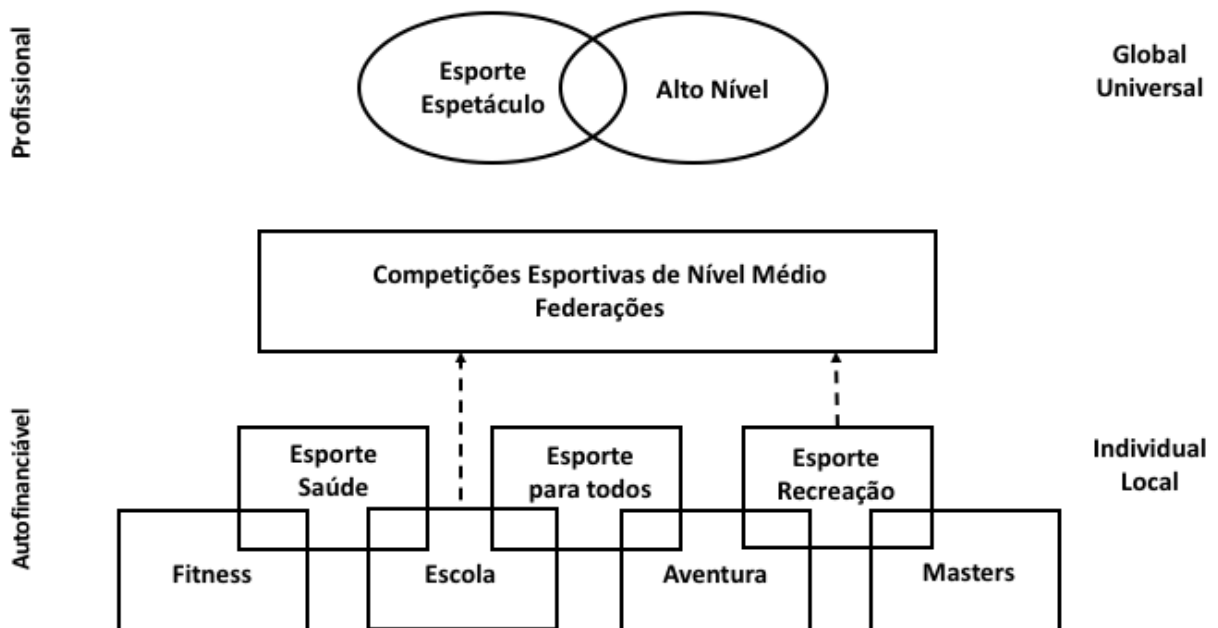 Profissional
Esporte
Espetáculo
Alto Nível
Global
Universal
Competições Esportivas de Nível Médio
Federações
Autofinanciável
Esporte
Saúde
Esporte
para todos
Esporte
Recreação
Individual
Local
Fitness
Escola
Aventura
Masters